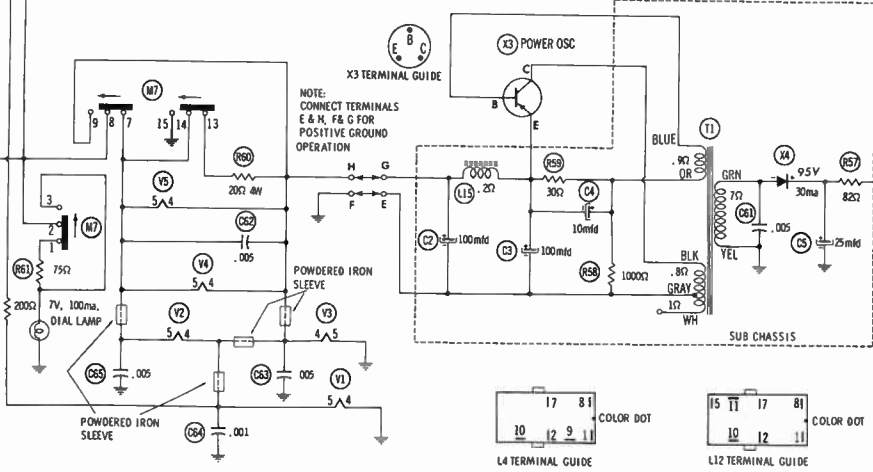 M7
9 8 7
15 14 13
B
E C
X3 TERMINAL GUIDE
X3 POWER OSC
C
B
E
NOTE:
CONNECT TERMINALS
E & H, F& G FOR
POSITIVE GROUND
OPERATION
R60
20Ω 4W
H G
F E
V5
5 4
C62
.005
3
2
1
M7
R61
75Ω
200Ω
7V, 100ma,
DIAL LAMP
V4
5 4
POWDERED IRON
SLEEVE
V2
5 4
V3
4 5
C65
.005
C63
005
V1
5 4
POWDERED IRON
SLEEVE
C64
.001
L15
.2Ω
R59
30Ω
C4
10mfd
C2
100mfd
C3
100mfd
R58
1000Ω
T1
BLUE
.9Ω
OR
GRN
7Ω
YEL
BLK
.8Ω
GRAY
1Ω
WH
C61
.005
X4
95V
30ma
R57
82Ω
C5
25mfd
SUB CHASSIS
17 81
10 12 9 11
COLOR DOT
L4 TERMINAL GUIDE
15 11 17 81
10 12 11
COLOR DOT
L12 TERMINAL GUIDE